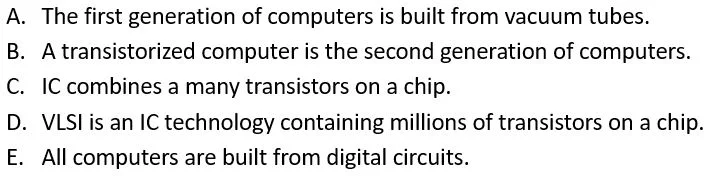 A. The first generation of computers is built from vacuum tubes.
B. A transistorized computer is the second generation of computers.
C. IC combines a many transistors on a chip.
D. VLSI is an IC technology containing millions of transistors on a chip.
E. All computers are built from digital circuits.